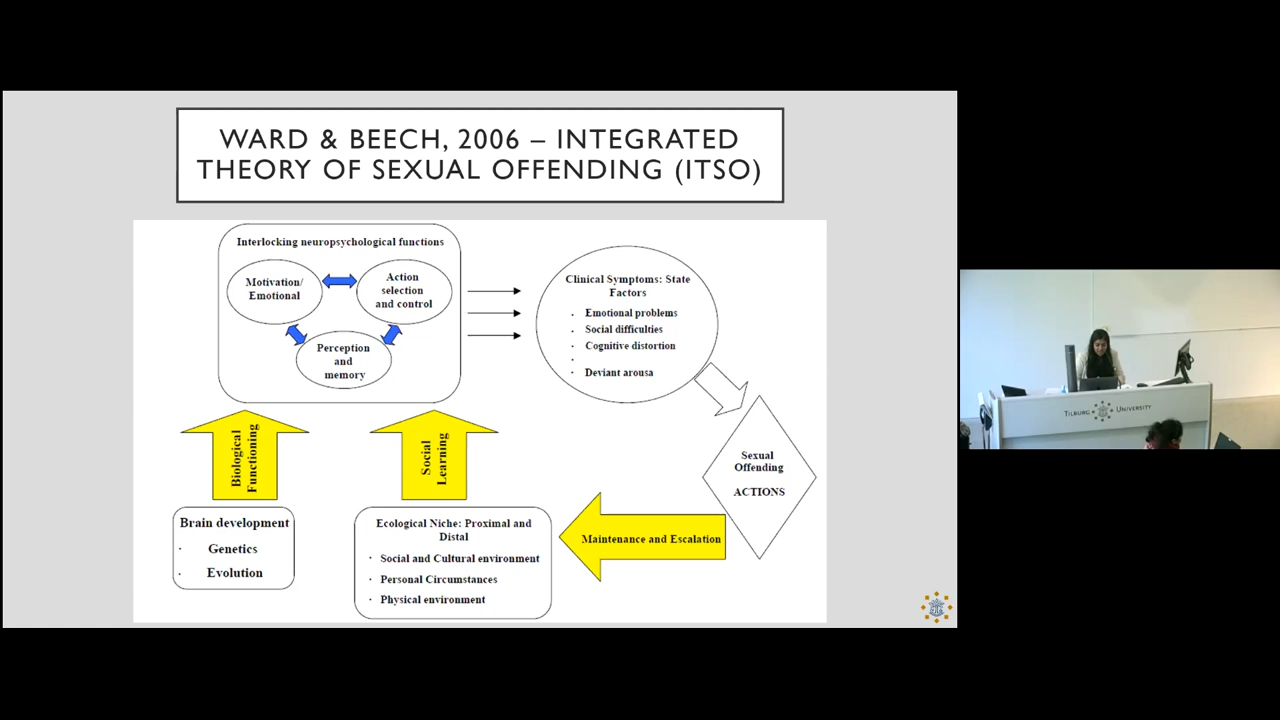 WARD & BEECH, 2006 – INTEGRATED
THEORY OF SEXUAL OFFENDING (ITSO)
Interlocking neuropsychological functions
Motivation/
Emotional
Action
selection
and control
Perception
and
memory
Clinical Symptoms: State
Factors
· Emotional problems
· Social difficulties
· Cognitive distortion
·
· Deviant arousa
Biological
Functioning
Social
Learning
Sexual
Offending
ACTIONS
Brain development
· Genetics
· Evolution
Ecological Niche: Proximal and
Distal
· Social and Cultural environment
· Personal Circumstances
· Physical environment
Maintenance and Escalation
TILBURG UNIVERSITY